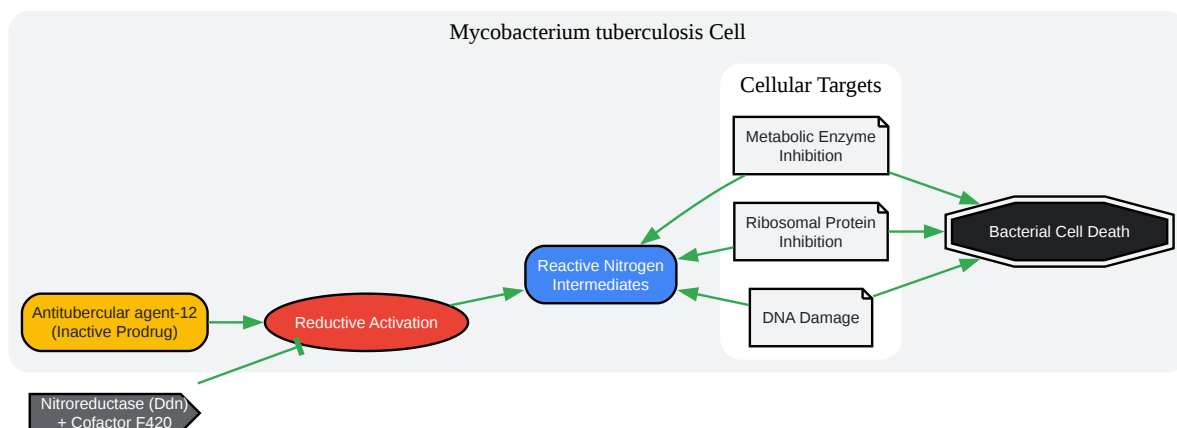 Mycobacterium tuberculosis Cell
Cellular Targets
Metabolic Enzyme
Inhibition
Ribosomal Protein
Inhibition
DNA Damage
Bacterial Cell Death
Reactive Nitrogen
Intermediates
Antitubercular agent-12
(Inactive Prodrug)
Reductive Activation
Nitroreductase (Ddn)
+ Cofactor F420